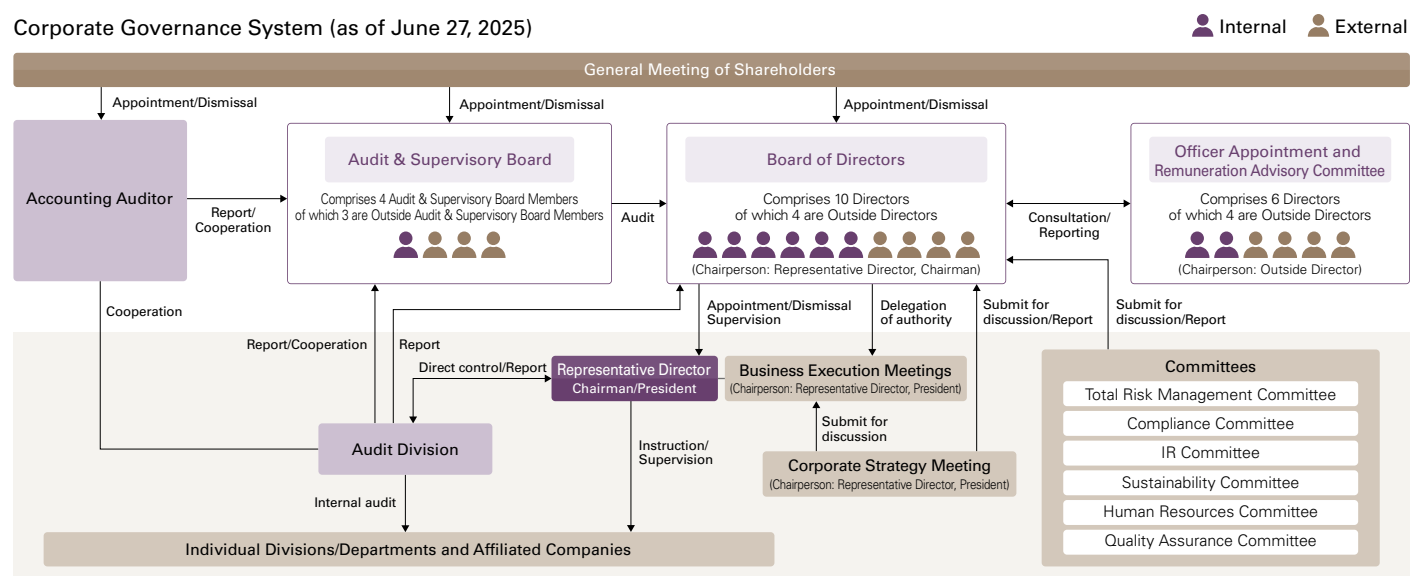 Corporate Governance System (as of June 27, 2025)
Internal
External
General Meeting of Shareholders
Appointment/Dismissal
Appointment/Dismissal
Appointment/Dismissal
Accounting Auditor
Report/
Cooperation
Audit & Supervisory Board
Comprises 4 Audit & Supervisory Board Members
of which 3 are Outside Audit & Supervisory Board Members
Audit
Board of Directors
Comprises 10 Directors
of which 4 are Outside Directors
(Chairperson: Representative Director, Chairman)
Consultation/
Reporting
Officer Appointment and
Remuneration Advisory Committee
Comprises 6 Directors
of which 4 are Outside Directors
(Chairperson: Outside Director)
Cooperation
Report/Cooperation
Report
Appointment/Dismissal
Supervision
Delegation
of authority
Submit for
discussion/Report
Submit for
discussion/Report
Direct control/Report
Representative Director
Chairman/President
Business Execution Meetings
(Chairperson: Representative Director, President)
Submit for
discussion
Corporate Strategy Meeting
(Chairperson: Representative Director, President)
Audit Division
Instruction/
Supervision
Internal audit
Individual Divisions/Departments and Affiliated Companies
Committees
Total Risk Management Committee
Compliance Committee
IR Committee
Sustainability Committee
Human Resources Committee
Quality Assurance Committee